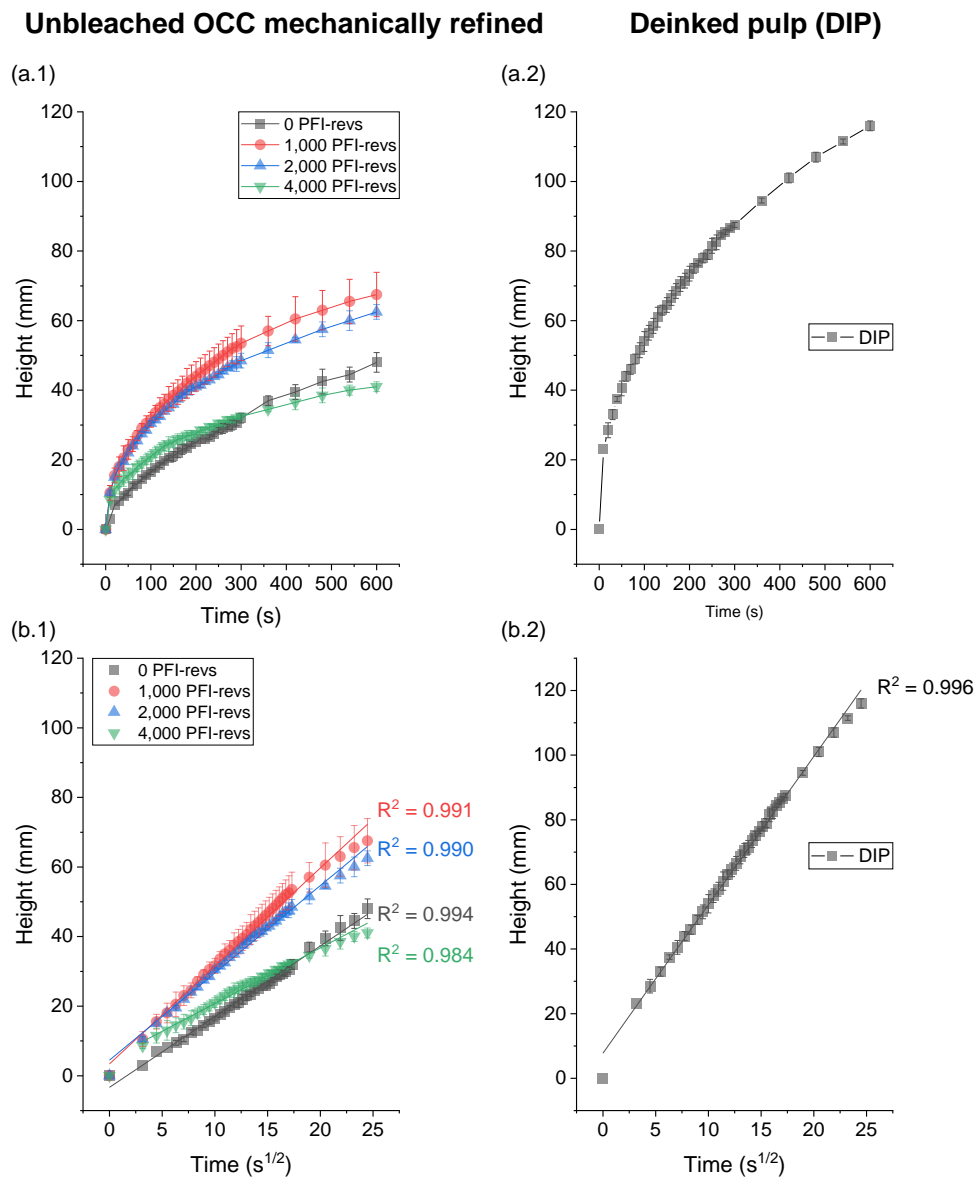 Unbleached OCC mechanically refined
Deinked pulp (DIP)
(a.1)
120
100
80
60
40
20
0
Height (mm)
0 PFI-revs
1,000 PFI-revs
2,000 PFI-revs
4,000 PFI-revs
0 100 200 300 400 500 600
Time (s)
(a.2)
120
100
80
60
40
20
0
Height (mm)
DIP
0 100 200 300 400 500 600
Time (s)
(b.1)
120
100
80
60
40
20
0
Height (mm)
0 PFI-revs
1,000 PFI-revs
2,000 PFI-revs
4,000 PFI-revs
R² = 0.991
R² = 0.990
R² = 0.994
R² = 0.984
0 5 10 15 20 25
Time (s^1/2)
(b.2)
120
100
80
60
40
20
0
Height (mm)
R² = 0.996
DIP
0 5 10 15 20 25
Time (s^1/2)